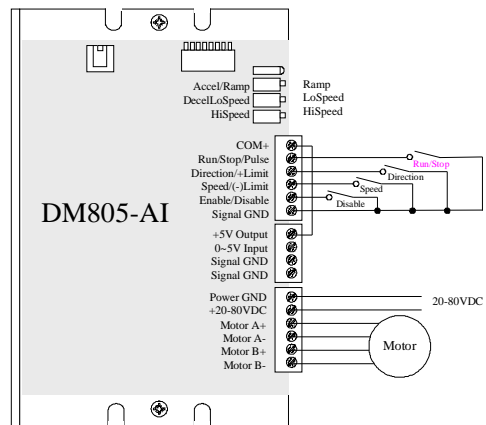 Accel/Ramp Ramp
DecelLoSpeed LoSpeed
HiSpeed HiSpeed
COM+
Run/Stop/Pulse
Run/Stop
Direction/+Limit
Direction
Speed/(-)Limit
Speed
Enable/Disable
Disable
Signal GND
DM805-AI
+5V Output
0~5V Input
Signal GND
Signal GND
Power GND
20-80VDC
+20-80VDC
Motor A+
Motor A-
Motor
Motor B+
Motor B-